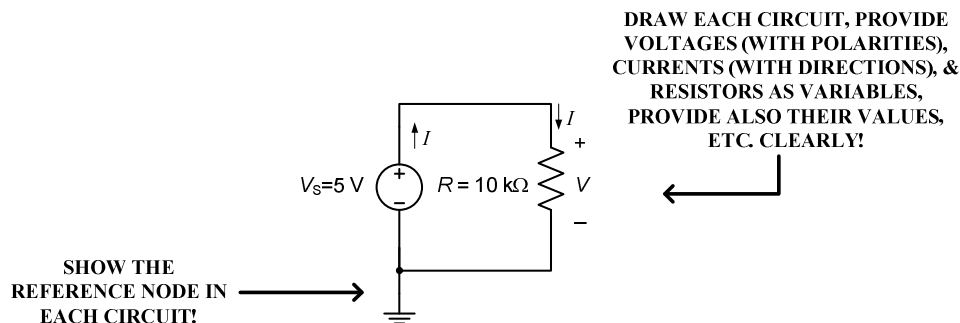 DRAW EACH CIRCUIT, PROVIDE
VOLTAGES (WITH POLARITIES),
CURRENTS (WITH DIRECTIONS), &
RESISTORS AS VARIABLES,
PROVIDE ALSO THEIR VALUES,
ETC. CLEARLY!
I
I
+
V_S=5 V
+
−
R = 10 kΩ
V
−
SHOW THE
REFERENCE NODE IN
EACH CIRCUIT!